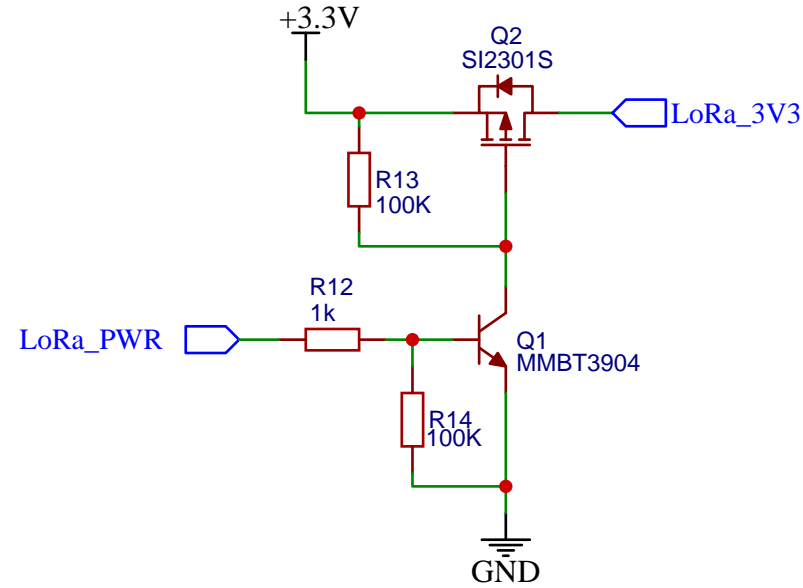 +3.3V
Q2
SI2301S
LoRa_3V3
R13
100K
R12
1k
LoRa_PWR
Q1
MMBT3904
R14
100K
GND